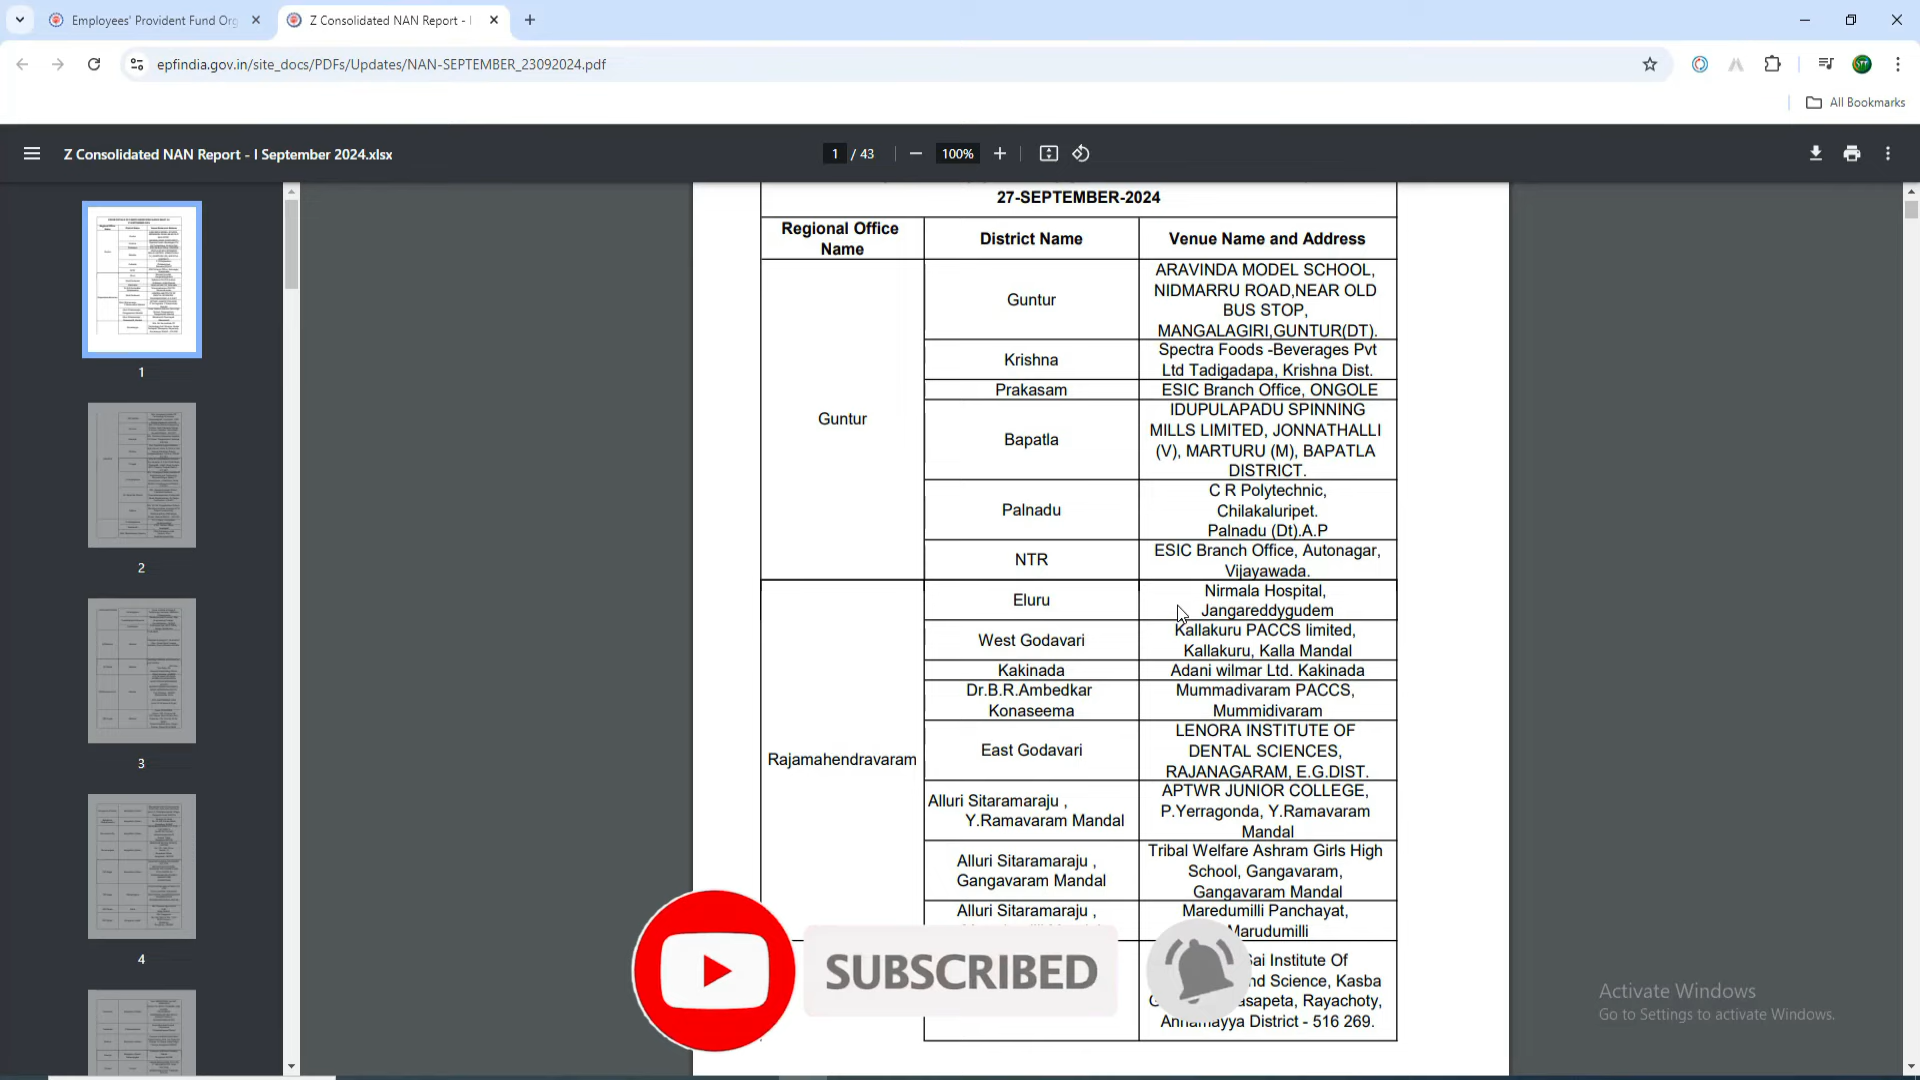 Employees' Provident Fund Org
Z Consolidated NAN Report - I
epfindia.gov.in/site_docs/PDFs/Updates/NAN-SEPTEMBER_23092024.pdf
All Bookmarks
Z Consolidated NAN Report - I September 2024.xlsx
1 / 43
100%
27-SEPTEMBER-2024
Regional Office
Name
District Name
Venue Name and Address
Guntur
Guntur
ARAVINDA MODEL SCHOOL,
NIDMARRU ROAD,NEAR OLD
BUS STOP,
MANGALAGIRI,GUNTUR(DT).
Krishna
Spectra Foods -Beverages Pvt
Ltd Tadigadapa, Krishna Dist.
Prakasam
ESIC Branch Office, ONGOLE
Bapatla
IDUPULAPADU SPINNING
MILLS LIMITED, JONNATHALLI
(V), MARTURU (M), BAPATLA
DISTRICT.
Palnadu
C R Polytechnic,
Chilakaluripet.
Palnadu (Dt).A.P
NTR
ESIC Branch Office, Autonagar,
Vijayawada.
Rajamahendravaram
Eluru
Nirmala Hospital,
Jangareddygudem
West Godavari
Kallakuru PACCS limited,
Kallakuru, Kalla Mandal
Kakinada
Adani wilmar Ltd. Kakinada
Dr.B.R.Ambedkar
Konaseema
Mummadivaram PACCS,
Mummidivaram
East Godavari
LENORA INSTITUTE OF
DENTAL SCIENCES,
RAJANAGARAM, E.G.DIST.
Alluri Sitaramaraju ,
Y.Ramavaram Mandal
APTWR JUNIOR COLLEGE,
P.Yerragonda, Y.Ramavaram
Mandal
Alluri Sitaramaraju ,
Gangavaram Mandal
Tribal Welfare Ashram Girls High
School, Gangavaram,
Gangavaram Mandal
Alluri Sitaramaraju ,
Maredumilli Panchayat,
Marudumilli
Sai Institute Of
nd Science, Kasba
asapeta, Rayachoty,
Annamayya District - 516 269.
1
2
3
4
SUBSCRIBED
Activate Windows
Go to Settings to activate Windows.